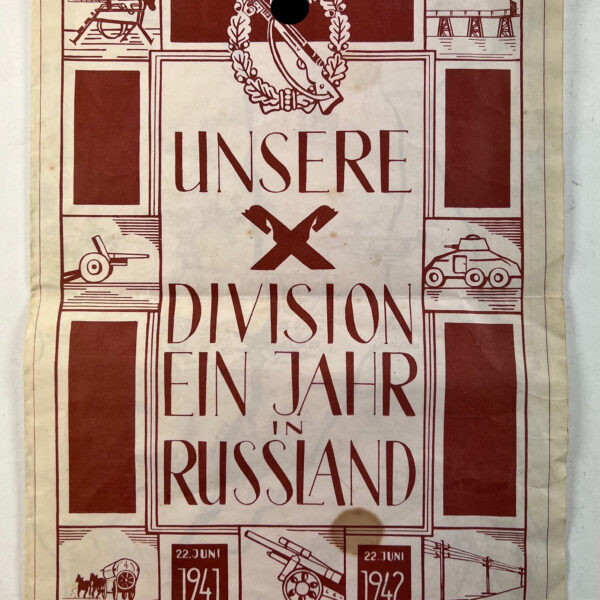 UNSERE
DIVISION
EIN JAHR
IN
RUSSLAND
22. JUNI 22. JUNI
1941 1942